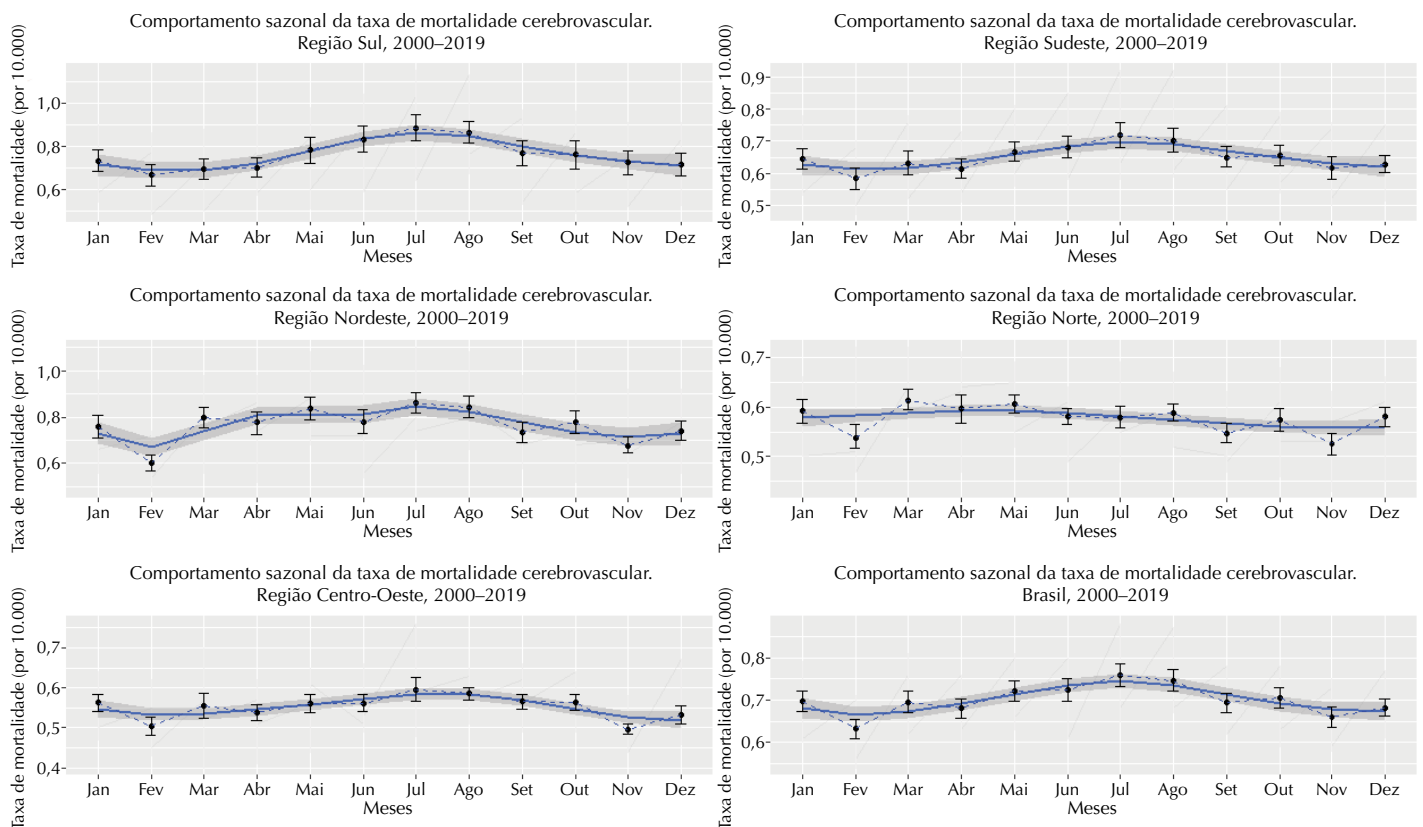 Comportamento sazonal da taxa de mortalidade cerebrovascular.
Região Sul, 2000–2019
Taxa de mortalidade (por 10.000)
1,0
0,8
0,6
Jan Fev Mar Abr Mai Jun Jul Ago Set Out Nov Dez
Meses
Comportamento sazonal da taxa de mortalidade cerebrovascular.
Região Sudeste, 2000–2019
Taxa de mortalidade (por 10.000)
0,9
0,8
0,7
0,6
0,5
Jan Fev Mar Abr Mai Jun Jul Ago Set Out Nov Dez
Meses
Comportamento sazonal da taxa de mortalidade cerebrovascular.
Região Nordeste, 2000–2019
Taxa de mortalidade (por 10.000)
1,0
0,8
0,6
Jan Fev Mar Abr Mai Jun Jul Ago Set Out Nov Dez
Meses
Comportamento sazonal da taxa de mortalidade cerebrovascular.
Região Norte, 2000–2019
Taxa de mortalidade (por 10.000)
0,7
0,6
0,5
Jan Fev Mar Abr Mai Jun Jul Ago Set Out Nov Dez
Meses
Comportamento sazonal da taxa de mortalidade cerebrovascular.
Região Centro-Oeste, 2000–2019
Taxa de mortalidade (por 10.000)
0,7
0,6
0,5
0,4
Jan Fev Mar Abr Mai Jun Jul Ago Set Out Nov Dez
Meses
Comportamento sazonal da taxa de mortalidade cerebrovascular.
Brasil, 2000–2019
Taxa de mortalidade (por 10.000)
0,8
0,7
0,6
Jan Fev Mar Abr Mai Jun Jul Ago Set Out Nov Dez
Meses